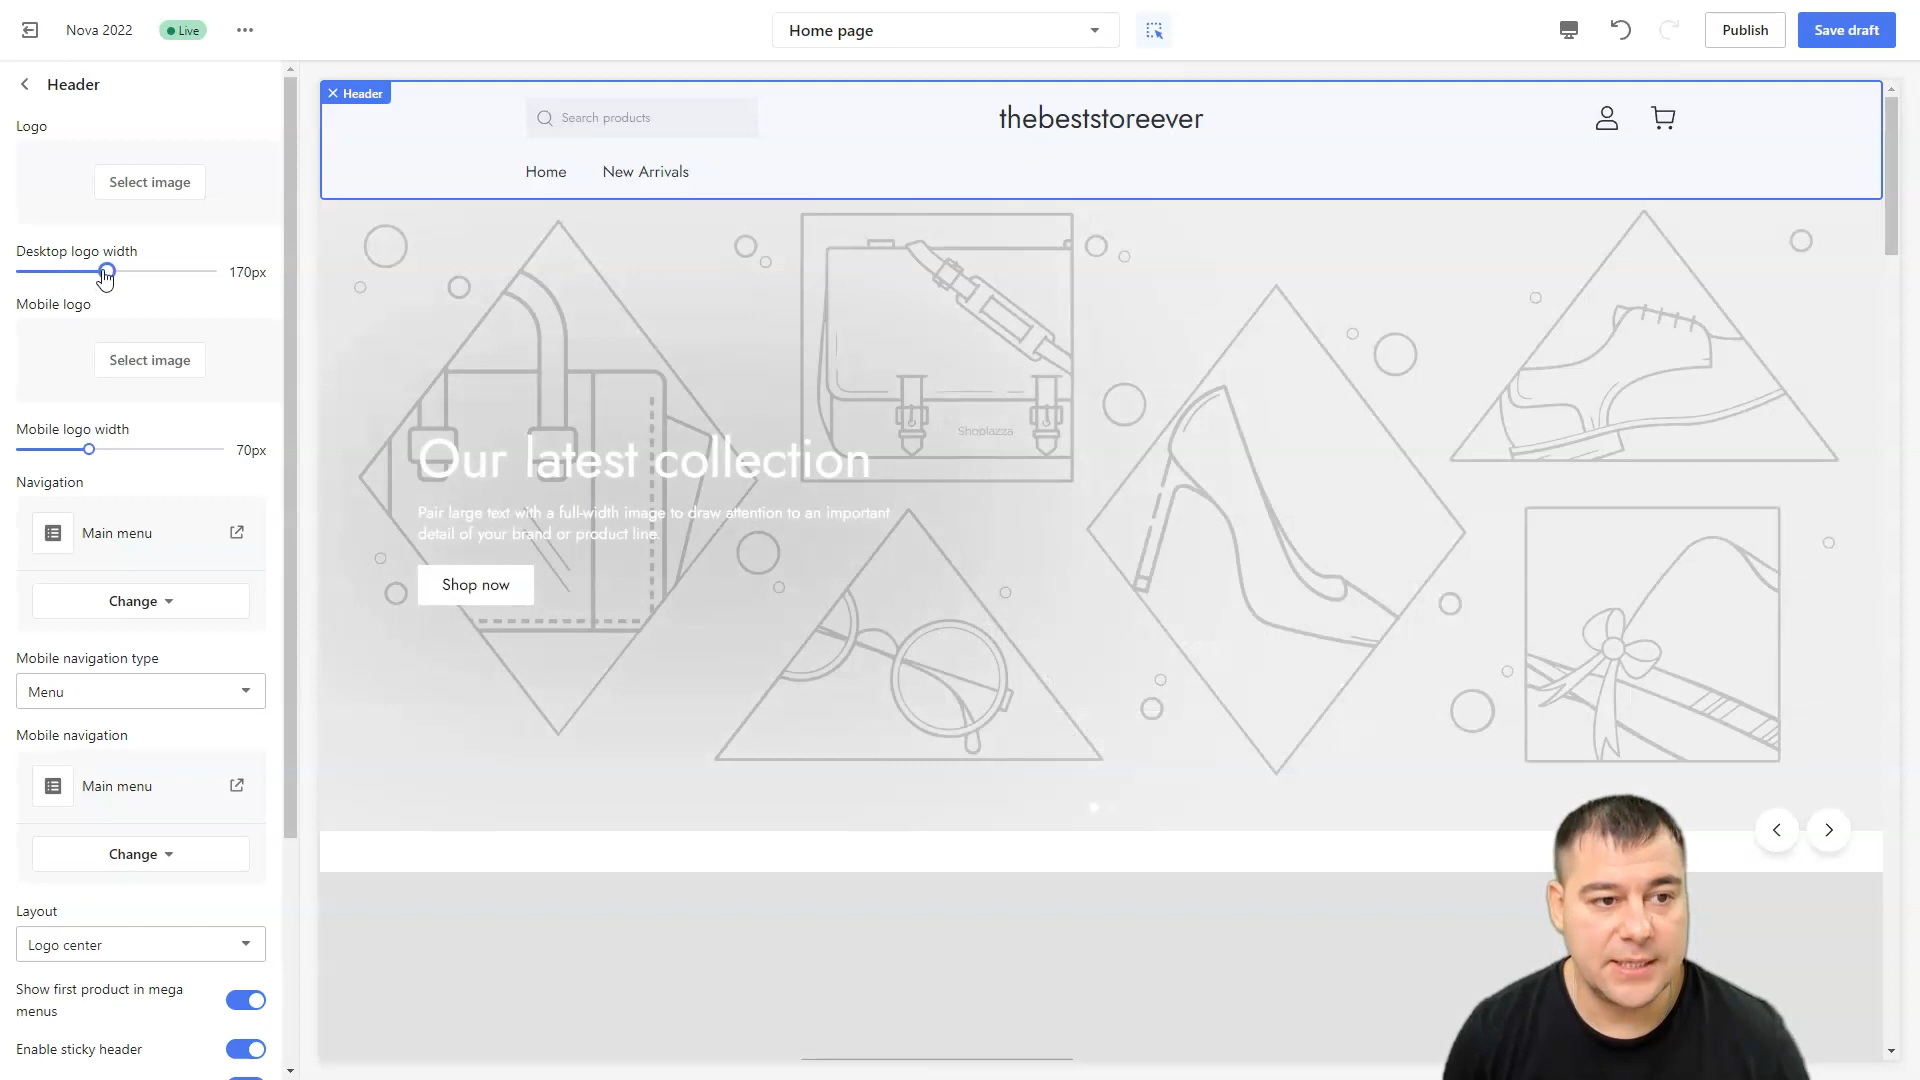 Nova 2022
Live
Home page
Publish
Save draft
Header
Logo
Select image
Desktop logo width
170px
Mobile logo
Select image
Mobile logo width
70px
Navigation
Main menu
Change
Mobile navigation type
Menu
Mobile navigation
Main menu
Change
Layout
Logo center
Show first product in mega
menus
Enable sticky header
Header
Search products
thebeststoreever
Home
New Arrivals
Shoplazza
Our latest collection
Pair large text with a full-width image to draw attention to an important
detail of your brand or product line.
Shop now